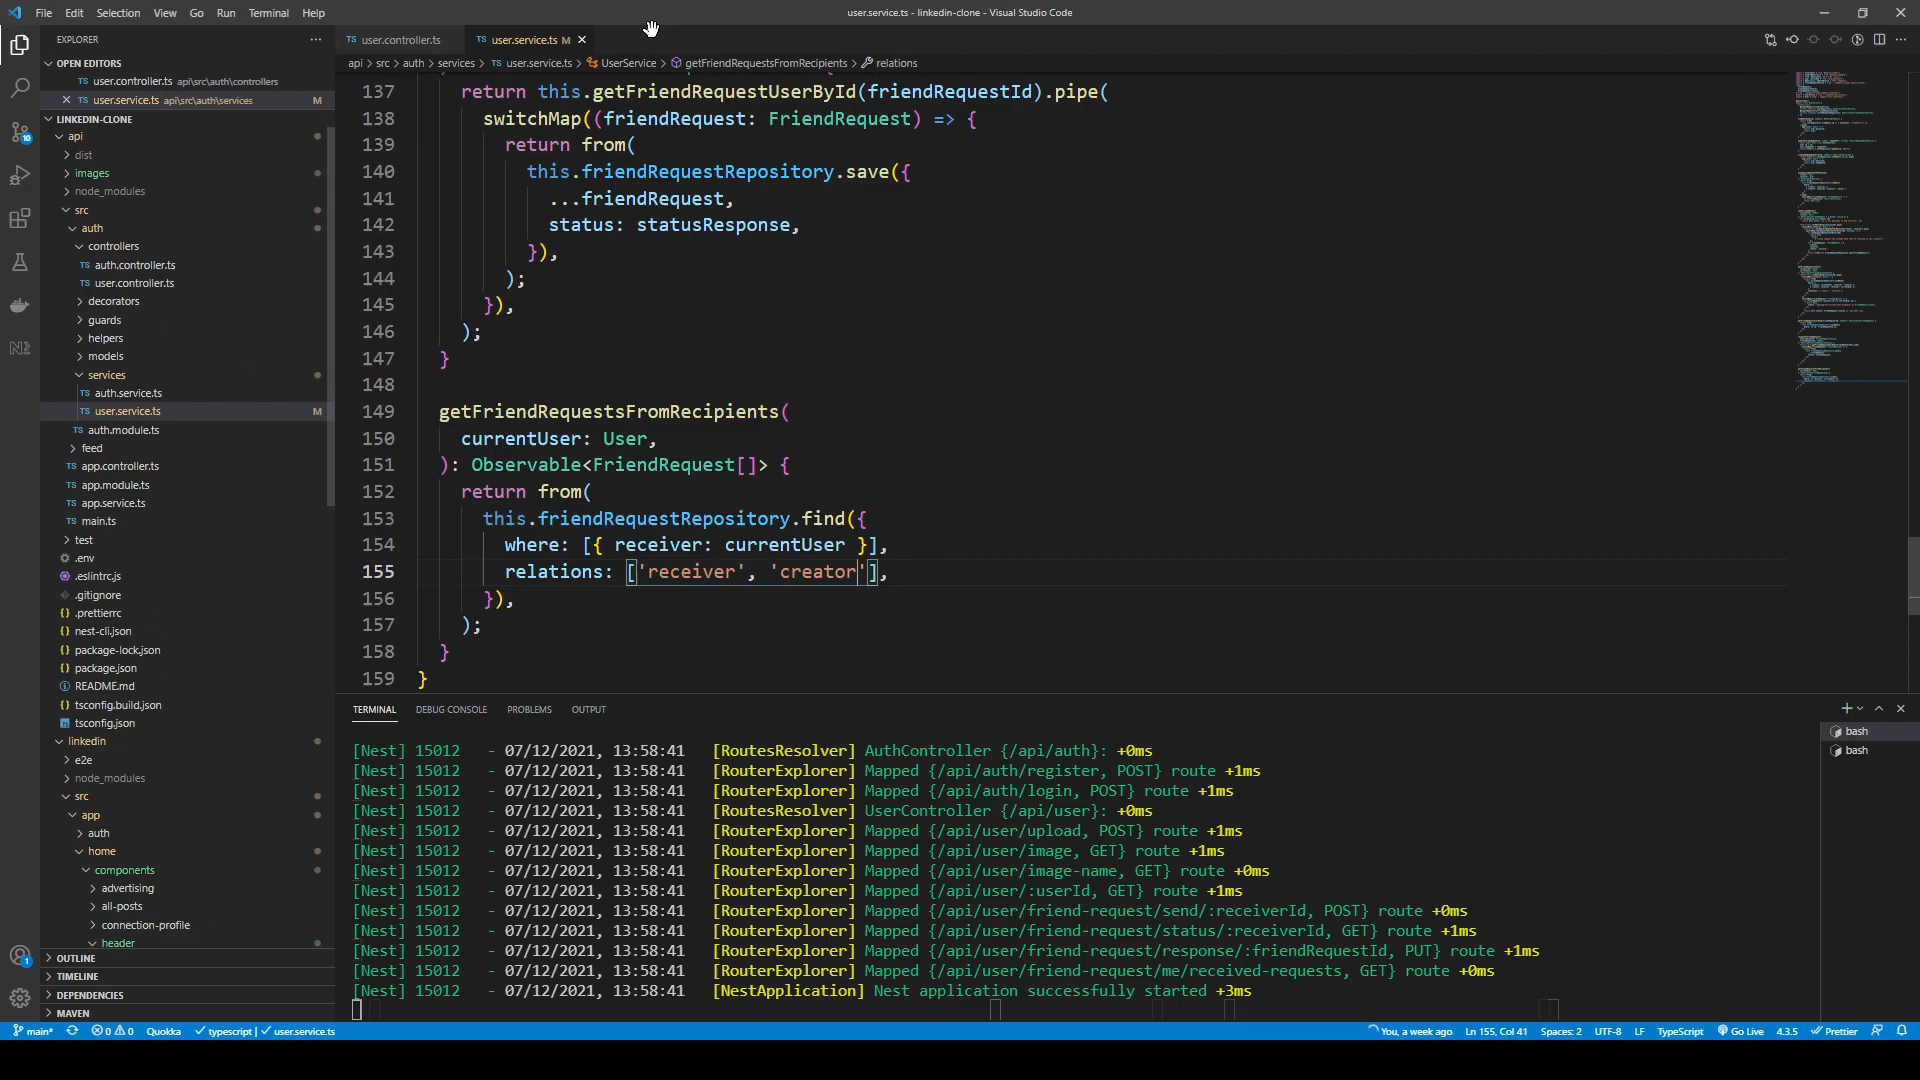 File Edit Selection View Go Run Terminal Help
user.service.ts - linkedin-clone - Visual Studio Code
EXPLORER
OPEN EDITORS
TS user.controller.ts api\src\auth\controllers
TS user.service.ts api\src\auth\services M
LINKEDIN-CLONE
api
dist
images
node_modules
src
auth
controllers
TS auth.controller.ts
TS user.controller.ts
decorators
guards
helpers
models
services
TS auth.service.ts
TS user.service.ts M
TS auth.module.ts
feed
TS app.controller.ts
TS app.module.ts
TS app.service.ts
TS main.ts
test
.env
.eslintrc.js
.gitignore
.prettierrc
nest-cli.json
package-lock.json
package.json
README.md
tsconfig.build.json
tsconfig.json
linkedin
e2e
node_modules
src
app
auth
home
components
advertising
all-posts
connection-profile
header
OUTLINE
TIMELINE
DEPENDENCIES
MAVEN
TS user.controller.ts
TS user.service.ts M
api > src > auth > services > TS user.service.ts > UserService > getFriendRequestsFromRecipients > relations
137 return this.getFriendRequestUserById(friendRequestId).pipe(
138 switchMap((friendRequest: FriendRequest) => {
139 return from(
140 this.friendRequestRepository.save({
141 ...friendRequest,
142 status: statusResponse,
143 }),
144 );
145 }),
146 );
147 }
148
149 getFriendRequestsFromRecipients(
150 currentUser: User,
151 ): Observable<FriendRequest[]> {
152 return from(
153 this.friendRequestRepository.find({
154 where: [{ receiver: currentUser }],
155 relations: ['receiver', 'creator'],
156 }),
157 );
158 }
159 }
TERMINAL DEBUG CONSOLE PROBLEMS OUTPUT
bash
bash
[Nest] 15012 - 07/12/2021, 13:58:41 [RoutesResolver] AuthController {/api/auth}: +0ms
[Nest] 15012 - 07/12/2021, 13:58:41 [RouterExplorer] Mapped {/api/auth/register, POST} route +1ms
[Nest] 15012 - 07/12/2021, 13:58:41 [RouterExplorer] Mapped {/api/auth/login, POST} route +1ms
[Nest] 15012 - 07/12/2021, 13:58:41 [RoutesResolver] UserController {/api/user}: +0ms
[Nest] 15012 - 07/12/2021, 13:58:41 [RouterExplorer] Mapped {/api/user/upload, POST} route +1ms
[Nest] 15012 - 07/12/2021, 13:58:41 [RouterExplorer] Mapped {/api/user/image, GET} route +1ms
[Nest] 15012 - 07/12/2021, 13:58:41 [RouterExplorer] Mapped {/api/user/image-name, GET} route +0ms
[Nest] 15012 - 07/12/2021, 13:58:41 [RouterExplorer] Mapped {/api/user/:userId, GET} route +1ms
[Nest] 15012 - 07/12/2021, 13:58:41 [RouterExplorer] Mapped {/api/user/friend-request/send/:receiverId, POST} route +0ms
[Nest] 15012 - 07/12/2021, 13:58:41 [RouterExplorer] Mapped {/api/user/friend-request/status/:receiverId, GET} route +1ms
[Nest] 15012 - 07/12/2021, 13:58:41 [RouterExplorer] Mapped {/api/user/friend-request/response/:friendRequestId, PUT} route +1ms
[Nest] 15012 - 07/12/2021, 13:58:41 [RouterExplorer] Mapped {/api/user/friend-request/me/received-requests, GET} route +0ms
[Nest] 15012 - 07/12/2021, 13:58:41 [NestApplication] Nest application successfully started +3ms
main* 0 0 Quokka typescript | user.service.ts You, a week ago Ln 155, Col 41 Spaces: 2 UTF-8 LF TypeScript Go Live 4.3.5 Prettier